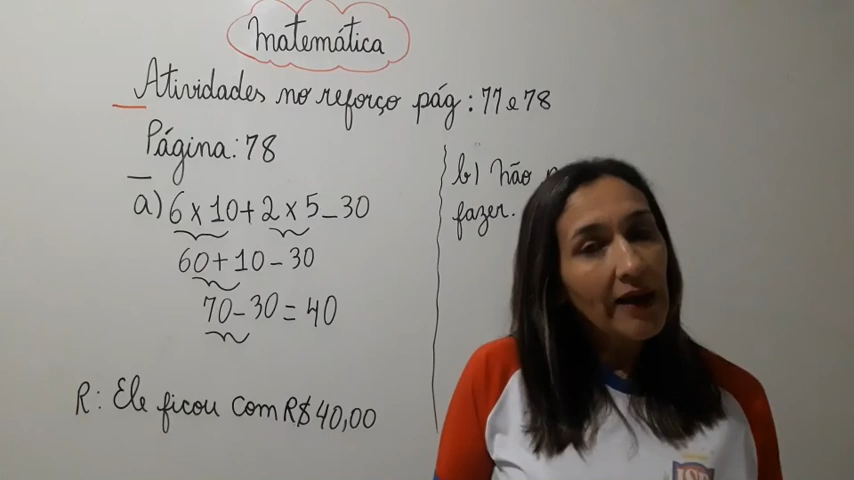 Matemática
Atividades no reforço pág: 77 e 78
Página: 78
a) 6 x 10 + 2 x 5 - 30
60 + 10 - 30
70 - 30 = 40
R: Ele ficou com R$ 40,00
b) Não
fazer.